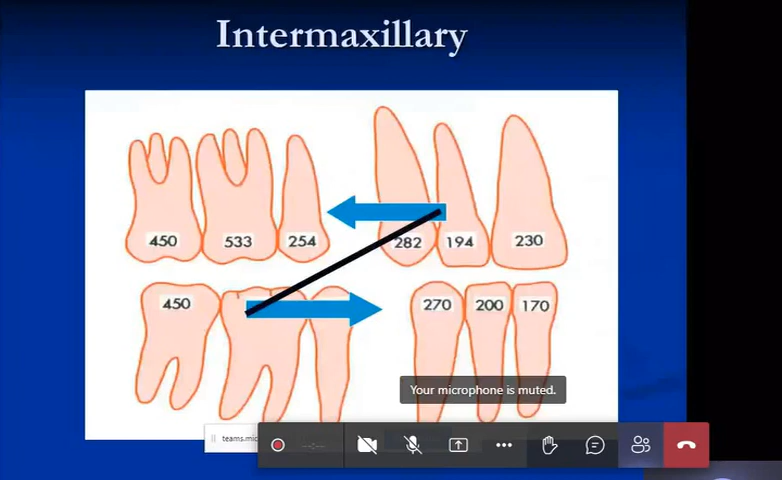 Intermaxillary
450 533 254 282 194 230
450 270 200 170
Your microphone is muted.
teams.mic